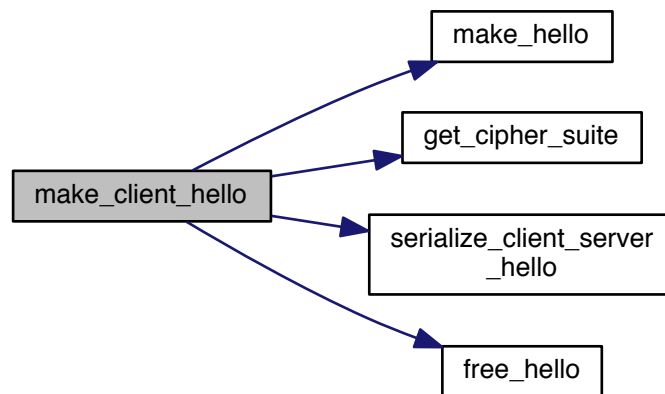 make_hello
get_cipher_suite
make_client_hello
serialize_client_server
_hello
free_hello